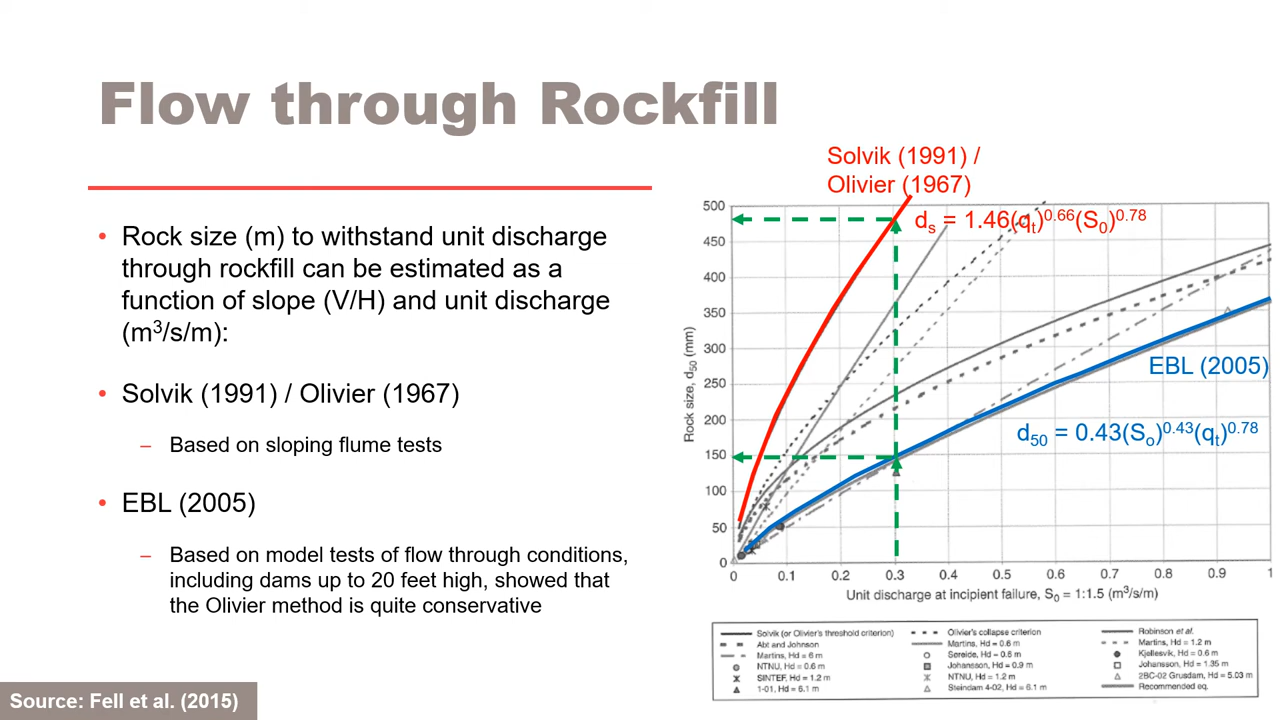 Flow through Rockfill
• Rock size (m) to withstand unit discharge
through rockfill can be estimated as a
function of slope (V/H) and unit discharge
(m³/s/m):
• Solvik (1991) / Olivier (1967)
– Based on sloping flume tests
• EBL (2005)
– Based on model tests of flow through conditions,
including dams up to 20 feet high, showed that
the Olivier method is quite conservative
Source: Fell et al. (2015)
Solvik (1991) /
Olivier (1967)
dₛ = 1.46(qₜ)^0.66(S₀)^0.78
EBL (2005)
d₅₀ = 0.43(Sₒ)^0.43(qₜ)^0.78
Rock size, d₅₀ (mm)
500
450
400
350
300
250
200
150
100
50
0
0 0.1 0.2 0.3 0.4 0.5 0.6 0.7 0.8 0.9 1
Unit discharge at incipient failure, S₀ = 1:1.5 (m³/s/m)
Solvik (or Olivier's threshold criterion)
Abt and Johnson
Martins, Hd = 6 m
NTNU, Hd = 0.6 m
SINTEF, Hd = 1.2 m
1-01, Hd = 6.1 m
Olivier's collapse criterion
Martins, Hd = 0.6 m
Søreide, Hd = 0.5 m
Johansson, Hd = 0.9 m
NTNU, Hd = 1.2 m
Steindam 4-02, Hd = 6.1 m
Robinson et al.
Martins, Hd = 1.2 m
Kjellesvik, Hd = 0.6 m
Johansson, Hd = 1.35 m
2BC-02 Grusdam, Hd = 5.03 m
Recommended eq.